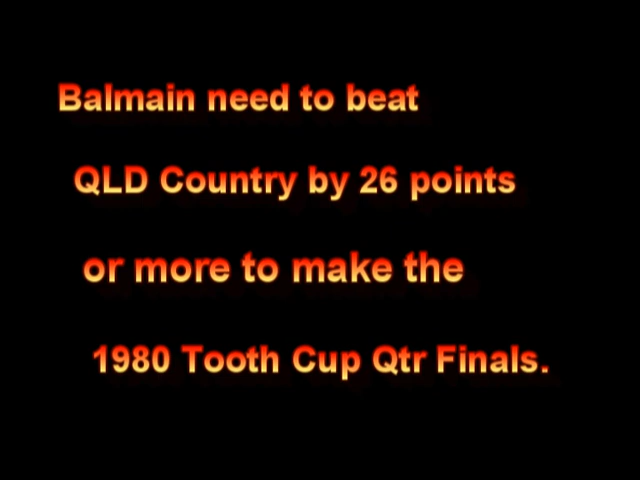 Balmain need to beat
QLD Country by 26 points
or more to make the
1980 Tooth Cup Qtr Finals.